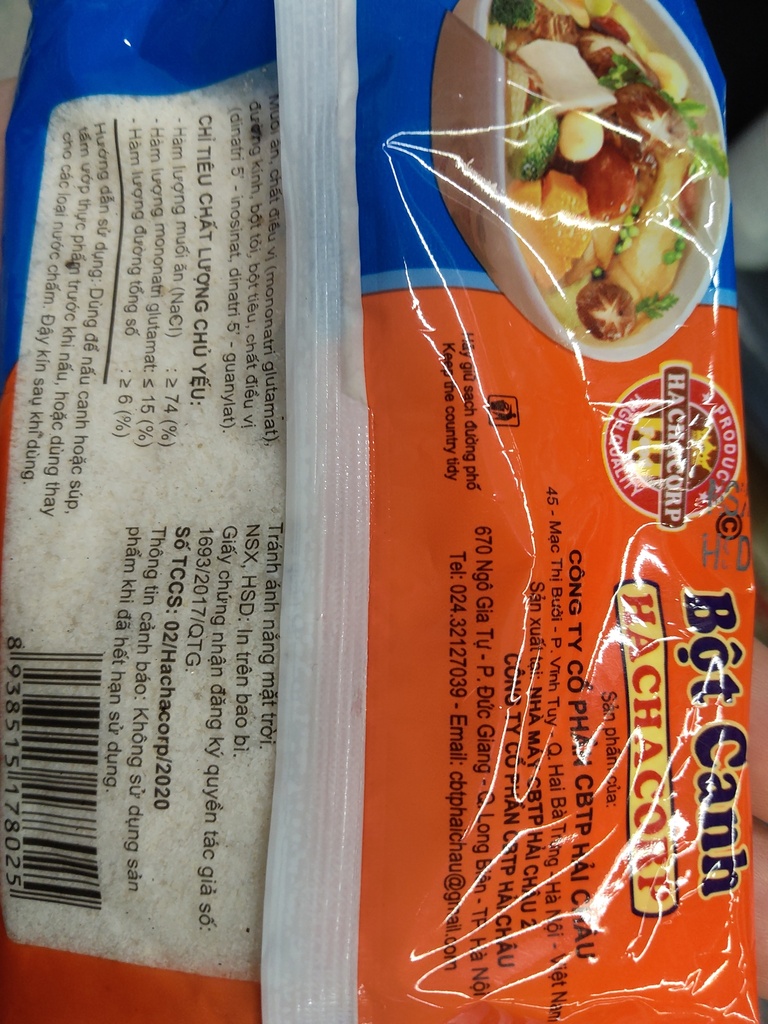 Bột Canh
HACHACORP
PRODUCT
HACHACORP
HIGH QUALITY
Sản phẩm của:
CÔNG TY CỔ PHẦN CBTP HẢI CHÂU
45 - Mạc Thị Bưởi - P. Vĩnh Tuy - Q. Hai Bà Trưng - Hà Nội - Việt Nam
Sản xuất tại: NHÀ MÁY CBTP HẢI CHÂU 2
CÔNG TY CỔ PHẦN CBTP HẢI CHÂU
670 Ngô Gia Tự - P. Đức Giang - Q. Long Biên - TP. Hà Nội
Tel: 024.32127039 - Email: cbtphaichau@gmail.com
Hãy giữ sạch đường phố
Keep the country tidy
Muối ăn, chất điều vị (mononatri glutamat),
đường kính, bột tỏi, bột tiêu, chất điều vị
(dinatri 5' - inosinat, dinatri 5' - guanylat).
CHỈ TIÊU CHẤT LƯỢNG CHỦ YẾU:
- Hàm lượng muối ăn (NaCl) : ≥ 74 (%)
- Hàm lượng mononatri glutamat: ≤ 15 (%)
- Hàm lượng đường tổng số : ≥ 6 (%)
Hướng dẫn sử dụng: Dùng để nấu canh hoặc súp,
tẩm ướp thực phẩm trước khi nấu, hoặc dùng thay
cho các loại nước chấm. Đậy kín sau khi dùng.
Tránh ánh nắng mặt trời.
NSX, HSD: In trên bao bì.
Giấy chứng nhận đăng ký quyền tác giả số:
1693/2017/QTG
Số TCCS: 02/Hachacorp/2020
Thông tin cảnh báo: Không sử dụng sản
phẩm khi đã hết hạn sử dụng.
8 938515 178025